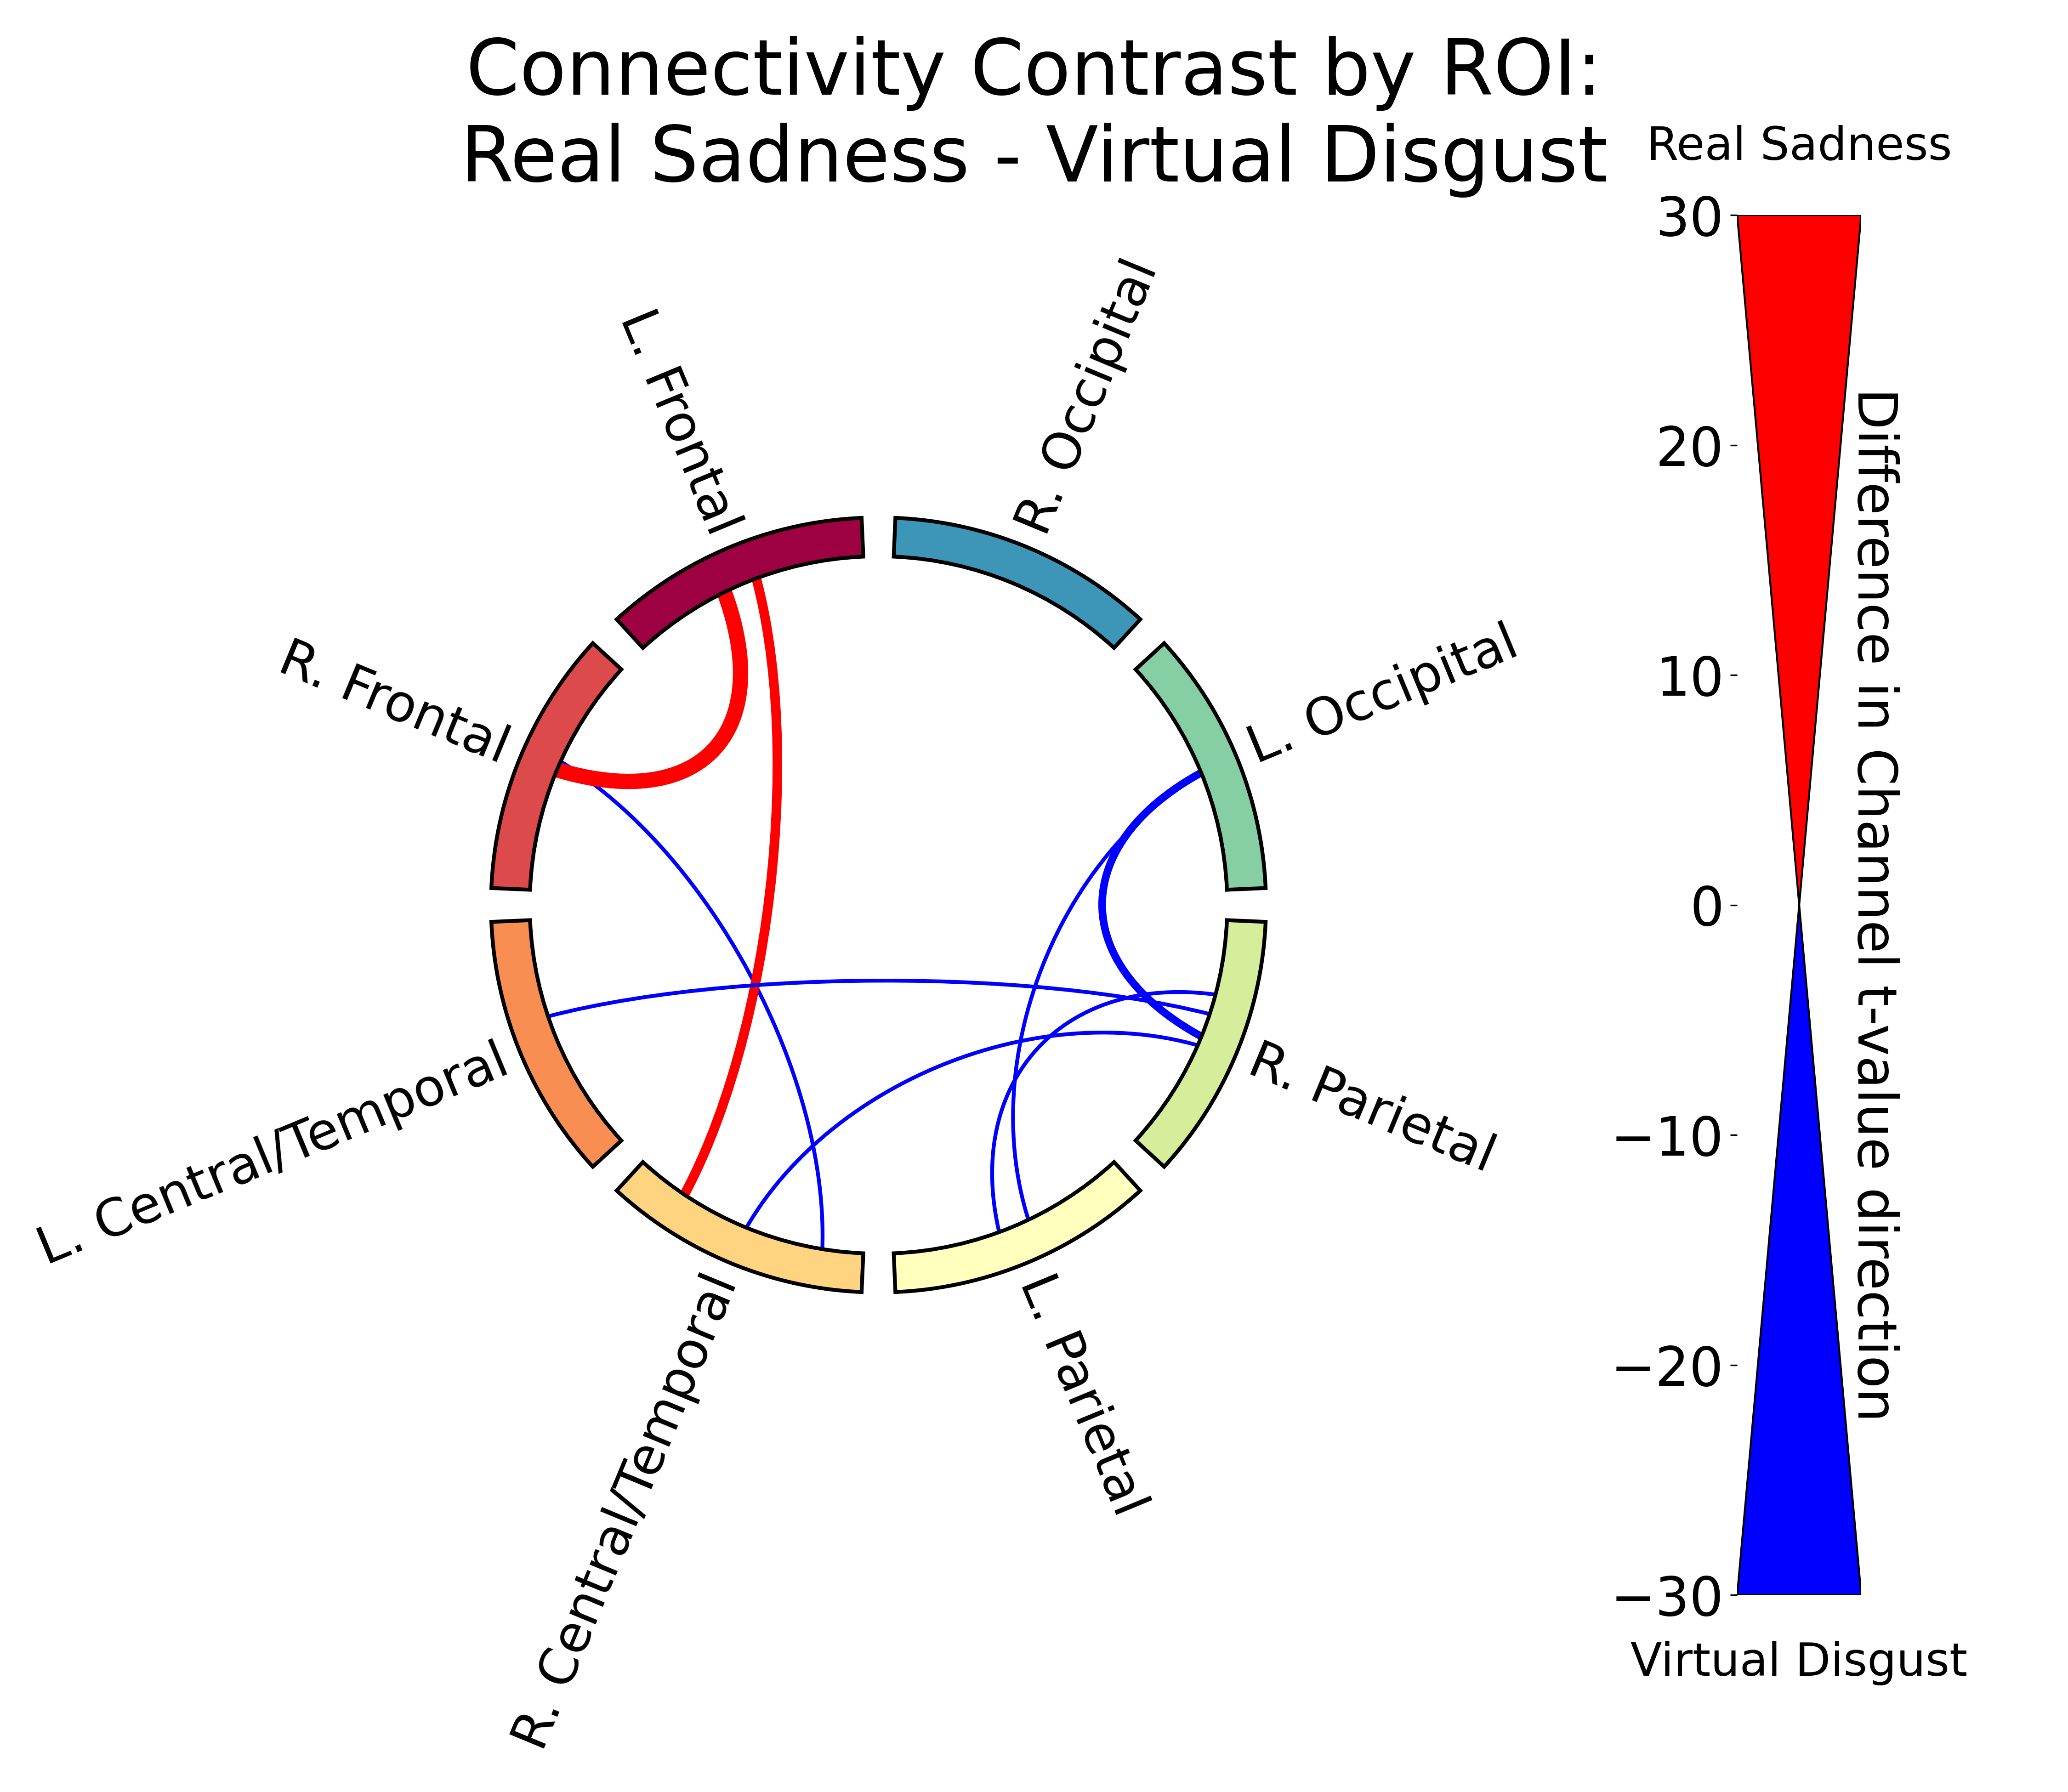 Connectivity Contrast by ROI:
Real Sadness - Virtual Disgust
Real Sadness
30
20
10
0
−10
−20
−30
Virtual Disgust
Difference in Channel t-value direction
R. Occipital
L. Frontal
L. Occipital
R. Frontal
R. Parietal
L. Central/Temporal
L. Parietal
R. Central/Temporal